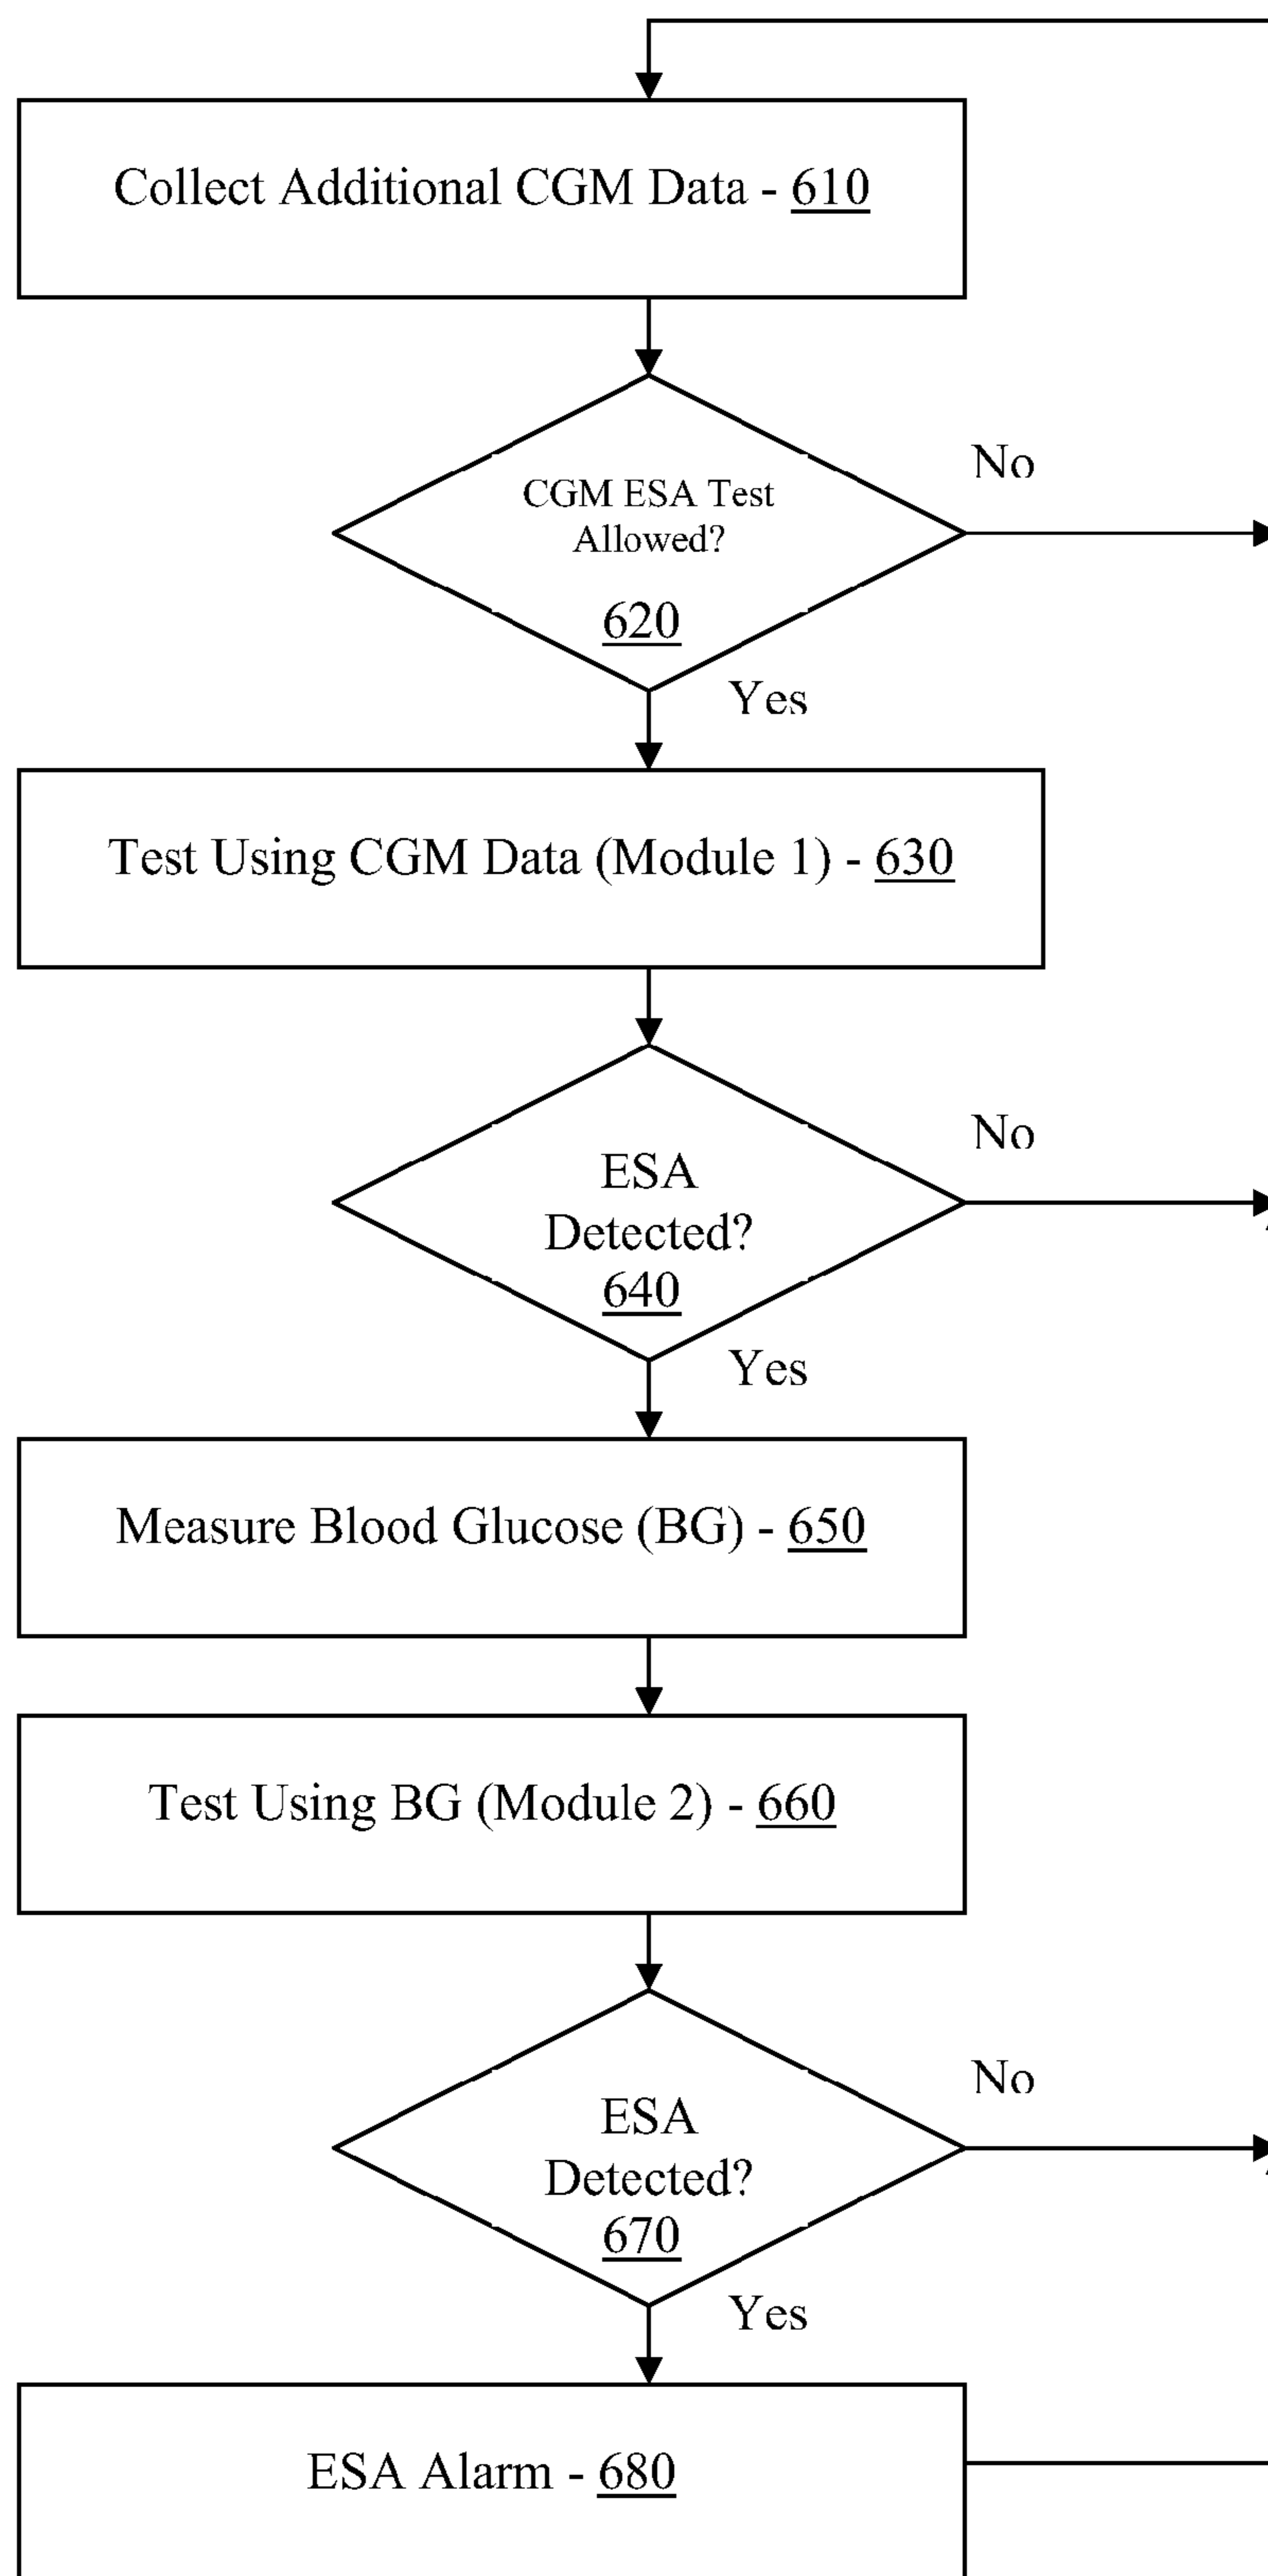 Collect Additional CGM Data - 610
No
CGM ESA Test
Allowed?
620
Yes
Test Using CGM Data (Module 1) - 630
No
ESA
Detected?
640
Yes
Measure Blood Glucose (BG) - 650
Test Using BG (Module 2) - 660
No
ESA
Detected?
670
Yes
ESA Alarm - 680